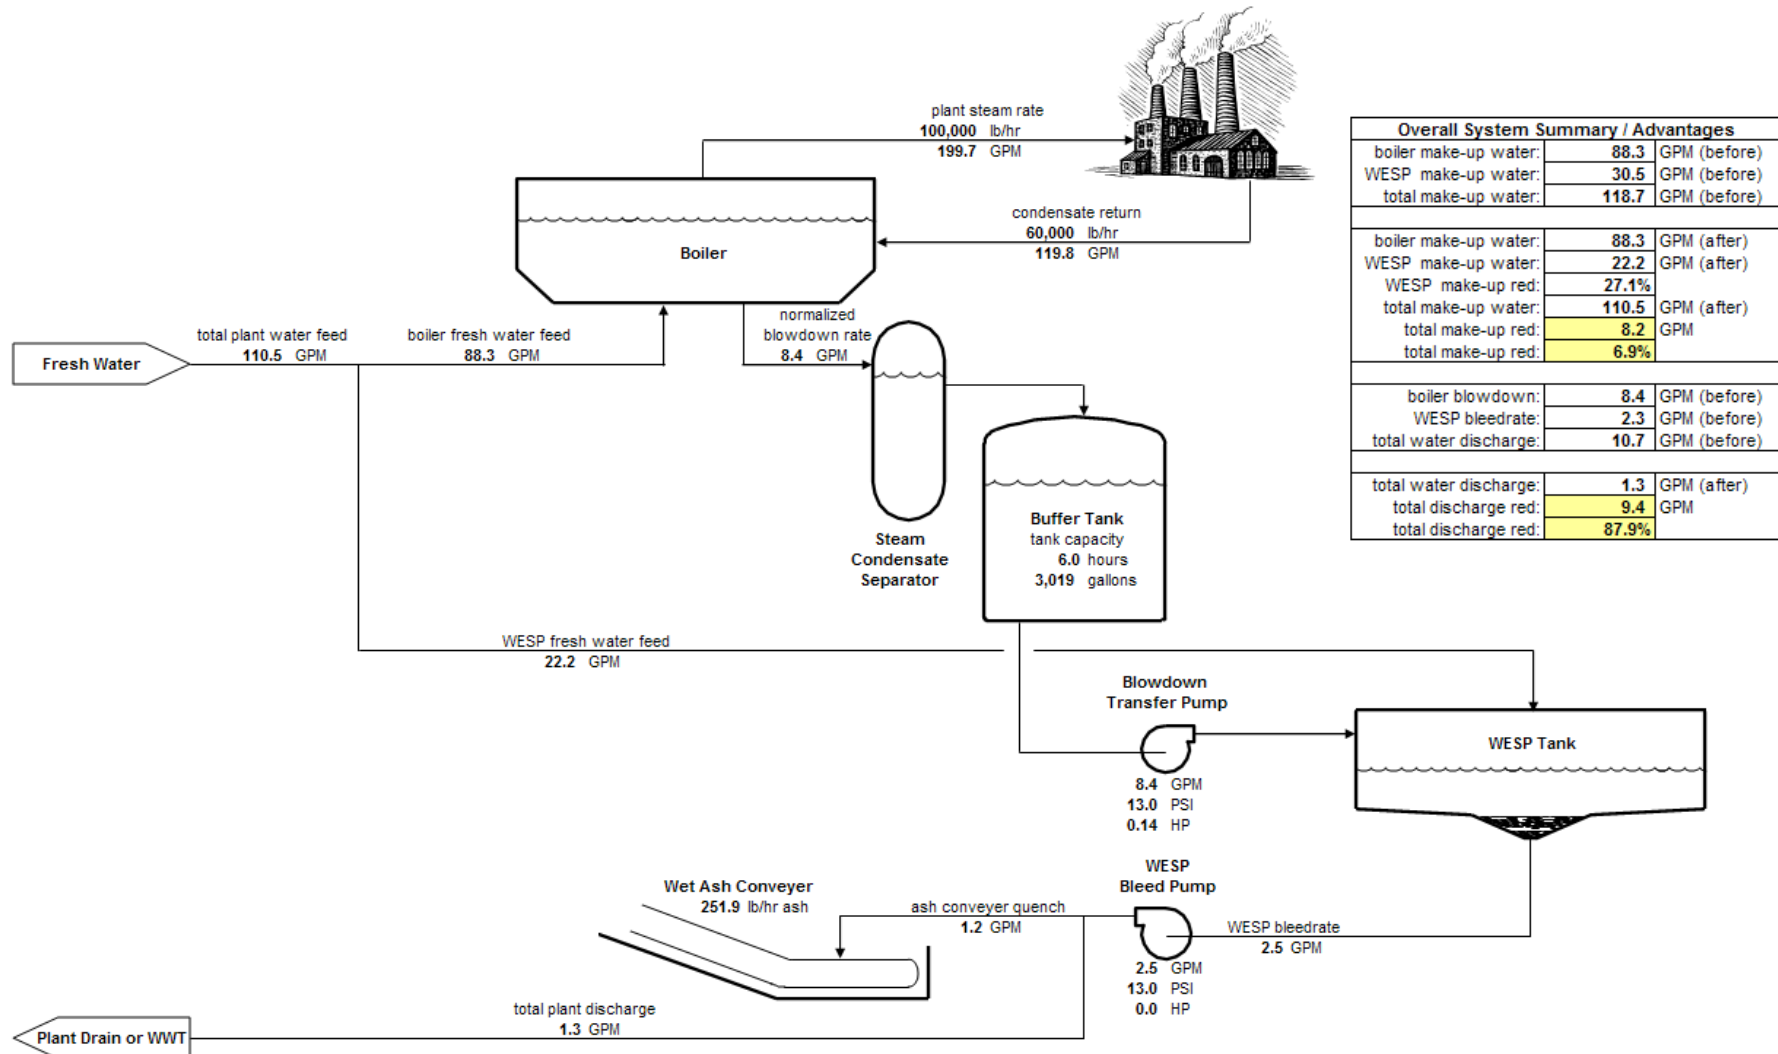 plant steam rate
100,000 lb/hr
199.7 GPM
condensate return
60,000 lb/hr
119.8 GPM
Boiler
Fresh Water
total plant water feed
110.5 GPM
boiler fresh water feed
88.3 GPM
normalized
blowdown rate
8.4 GPM
Steam
Condensate
Separator
Buffer Tank
tank capacity
6.0 hours
3,019 gallons
WESP fresh water feed
22.2 GPM
Blowdown
Transfer Pump
8.4 GPM
13.0 PSI
0.14 HP
WESP Tank
WESP
Bleed Pump
2.5 GPM
13.0 PSI
0.0 HP
WESP bleedrate
2.5 GPM
Wet Ash Conveyer
251.9 lb/hr ash
ash conveyer quench
1.2 GPM
total plant discharge
1.3 GPM
Plant Drain or WWT
Overall System Summary / Advantages
boiler make-up water: 88.3 GPM (before)
WESP make-up water: 30.5 GPM (before)
total make-up water: 118.7 GPM (before)
boiler make-up water: 88.3 GPM (after)
WESP make-up water: 22.2 GPM (after)
WESP make-up red: 27.1%
total make-up water: 110.5 GPM (after)
total make-up red: 8.2 GPM
total make-up red: 6.9%
boiler blowdown: 8.4 GPM (before)
WESP bleedrate: 2.3 GPM (before)
total water discharge: 10.7 GPM (before)
total water discharge: 1.3 GPM (after)
total discharge red: 9.4 GPM
total discharge red: 87.9%